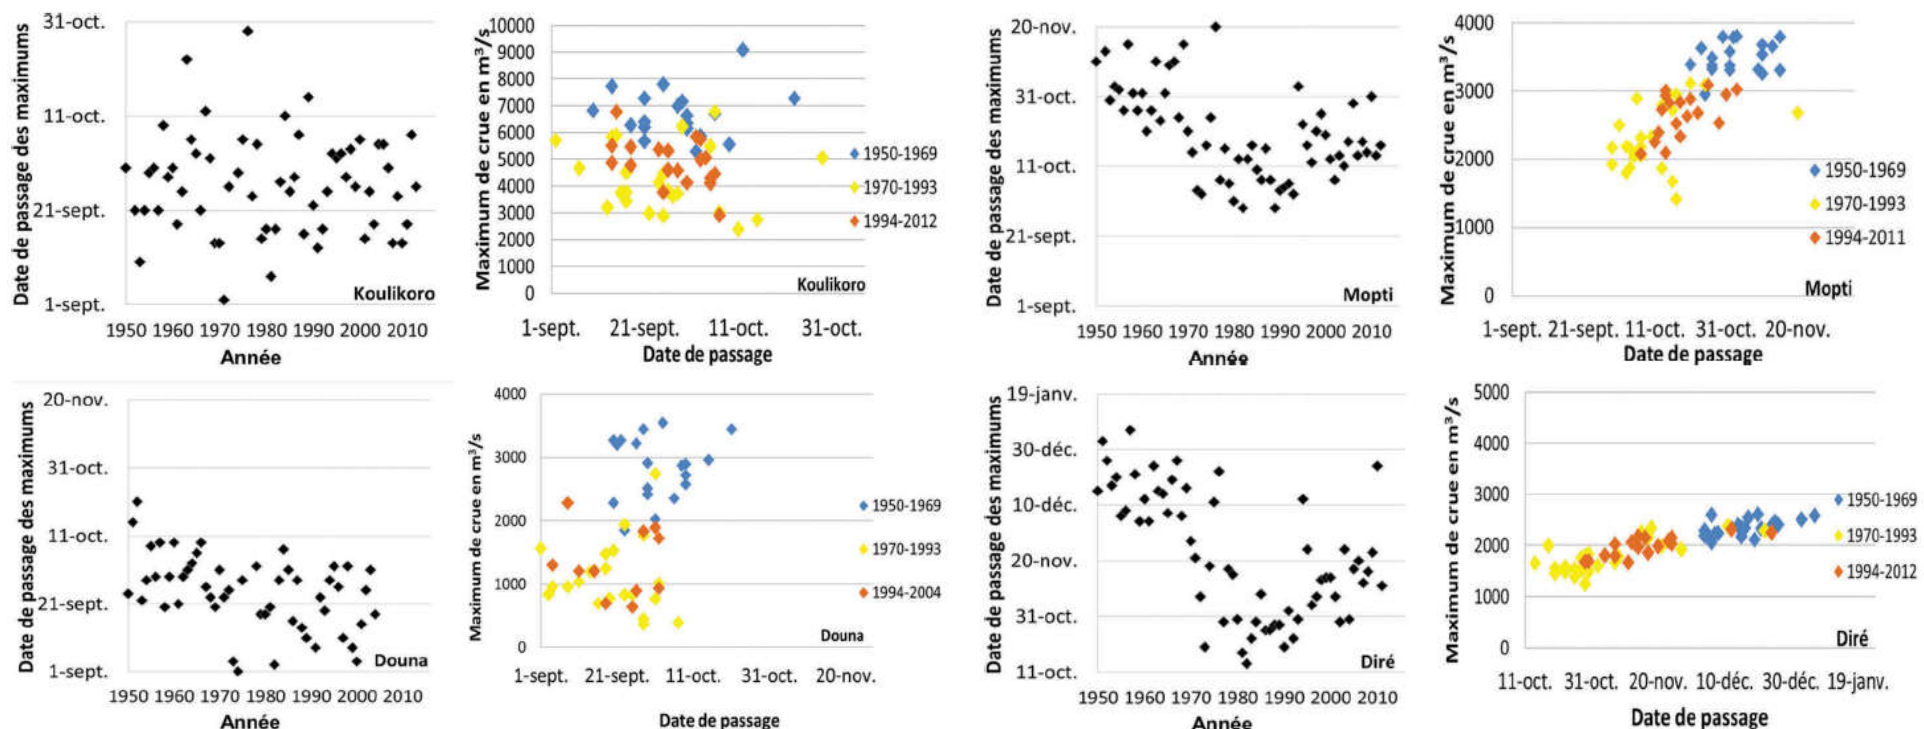 Date de passage des maximums
31-oct.
11-oct.
21-sept.
1-sept.
1950 1960 1970 1980 1990 2000 2010
Année
Koulikoro
Maximum de crue en m³/s
10000
9000
8000
7000
6000
5000
4000
3000
2000
1000
0
1-sept. 21-sept. 11-oct. 31-oct.
Date de passage
Koulikoro
1950-1969
1970-1993
1994-2012
Date de passage des maximums
20-nov.
31-oct.
11-oct.
21-sept.
1-sept.
1950 1960 1970 1980 1990 2000 2010
Année
Mopti
Maximum de crue en m³/s
4000
3000
2000
1000
0
1-sept. 21-sept. 11-oct. 31-oct. 20-nov.
Date de passage
Mopti
1950-1969
1970-1993
1994-2011
Date de passage des maximums
20-nov.
31-oct.
11-oct.
21-sept.
1-sept.
1950 1960 1970 1980 1990 2000 2010
Année
Douna
Maximum de crue en m³/s
4000
3000
2000
1000
0
1-sept. 21-sept. 11-oct. 31-oct. 20-nov.
Date de passage
Douna
1950-1969
1970-1993
1994-2004
Date de passage des maximums
19-janv.
30-déc.
10-déc.
20-nov.
31-oct.
11-oct.
1950 1960 1970 1980 1990 2000 2010
Année
Diré
Maximum de crue en m³/s
5000
4000
3000
2000
1000
0
11-oct. 31-oct. 20-nov. 10-déc. 30-déc. 19-janv.
Date de passage
Diré
1950-1969
1970-1993
1994-2012